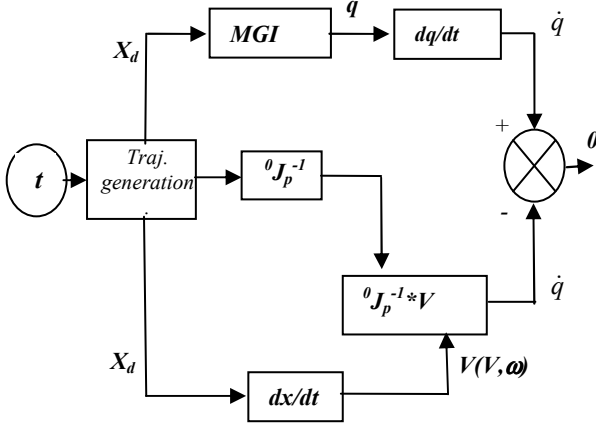 q
q̇
X_d
MGI
dq/dt
+
0
t
Traj.
generation
⁰J_p⁻¹
-
⁰J_p⁻¹*V
q̇
X_d
V(V,ω)
dx/dt